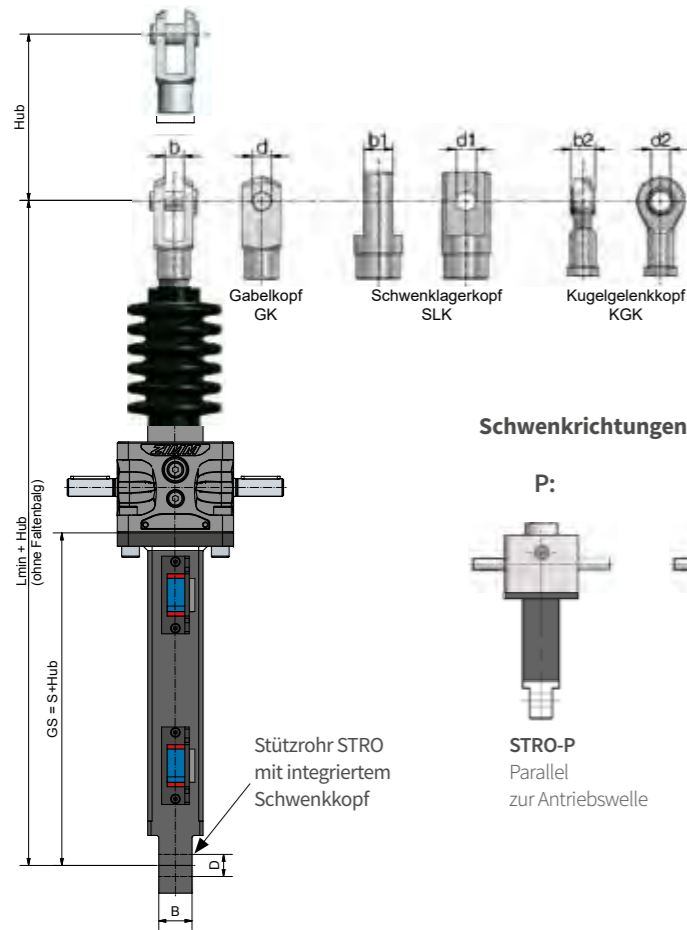 Hub
b
d
b1
d1
b2
d2
Gabelkopf
GK
Schwenklagerkopf
SLK
Kugelgelenkkopf
KGK
ZIMM
Schwenkrichtungen
P:
Lmin + Hub
(ohne Faltenbalg)
GS = S+Hub
Stützrohr STRO
mit integriertem
Schwenkkopf
STRO-P
Parallel
zur Antriebswelle
D
B